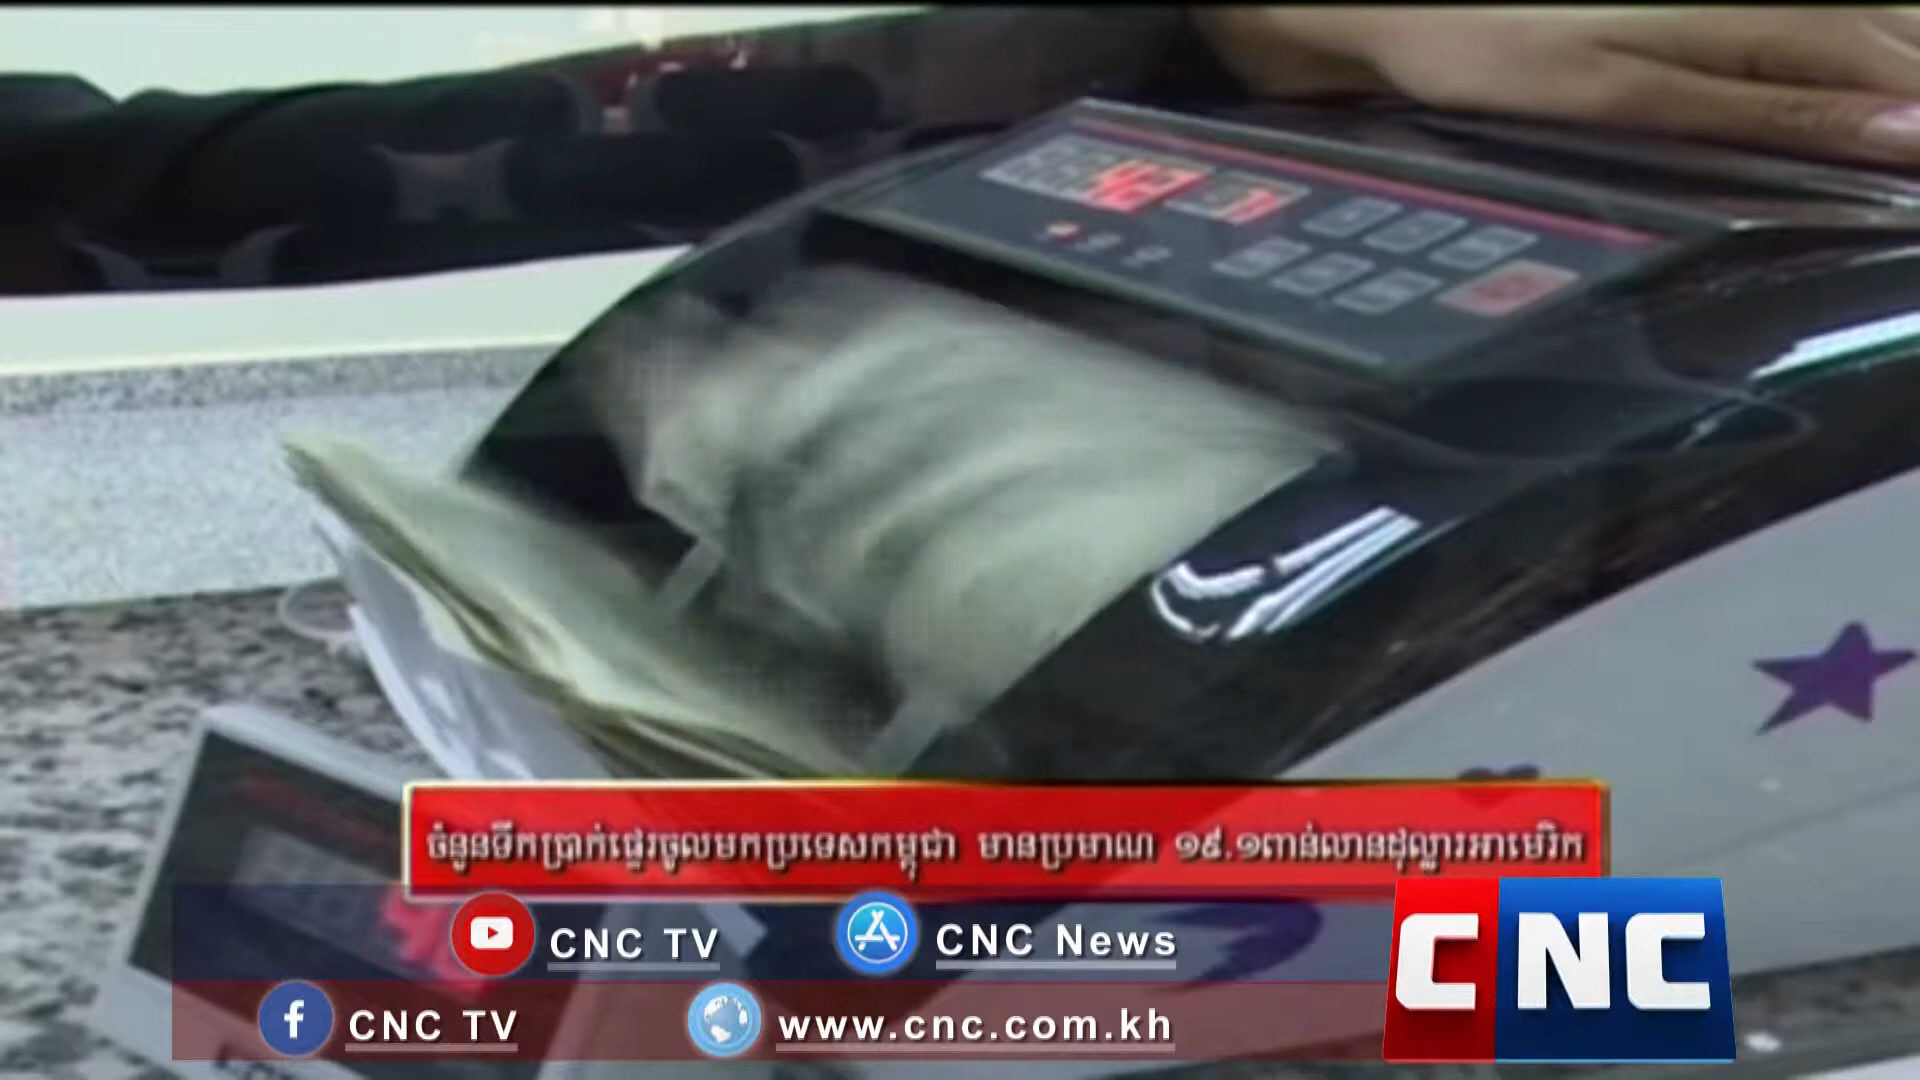 ចំនួនទឹកប្រាក់ផ្ទេរចូលមកប្រទេសកម្ពុជា មានប្រមាណ ១៩.១ពាន់លានដុល្លារអាមេរិក
CNC TV
CNC News
CNC TV
www.cnc.com.kh
CNC